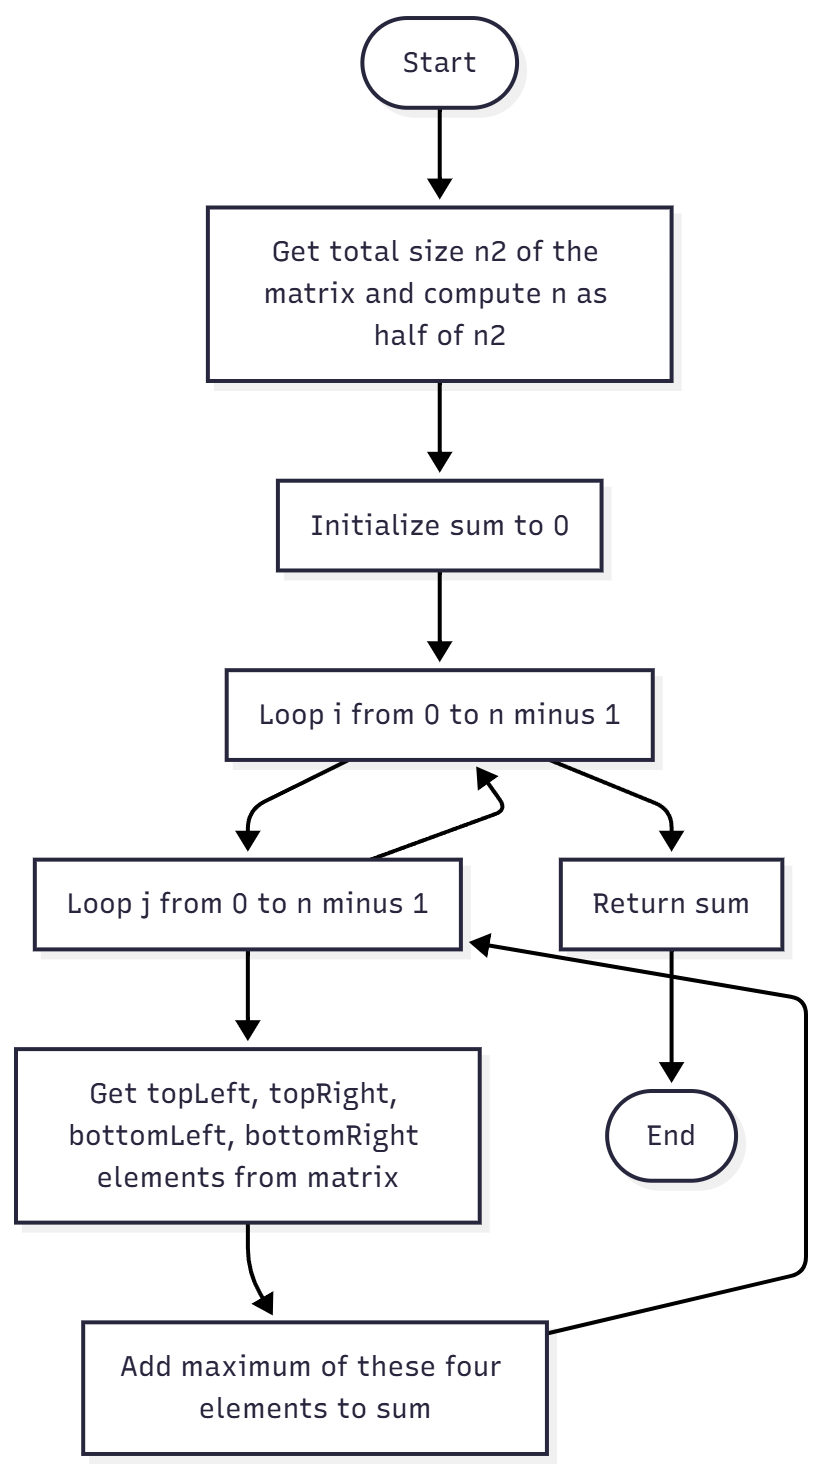 Start
Get total size n2 of the
matrix and compute n as
half of n2
Initialize sum to 0
Loop i from 0 to n minus 1
Loop j from 0 to n minus 1
Return sum
Get topLeft, topRight,
bottomLeft, bottomRight
elements from matrix
End
Add maximum of these four
elements to sum